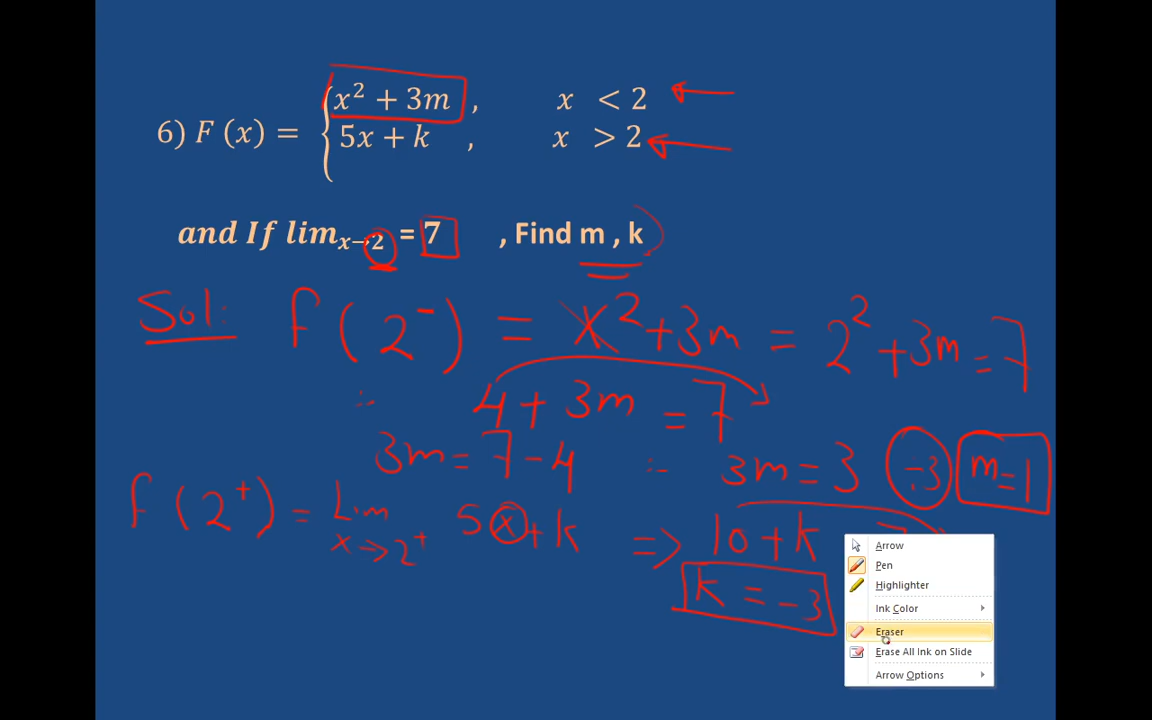 6) F (x) = { x² + 3m , x < 2
5x + k , x > 2
and If lim x→2 = 7 , Find m , k
Sol: f(2⁻) = x² + 3m = 2² + 3m = 7
∴ 4 + 3m = 7
3m = 7 - 4 ∴ 3m = 3 ÷3 m = 1
f(2⁺) = Lim x→2⁺ 5x + k => 10 + k
k = -3
Arrow
Pen
Highlighter
Ink Color
Eraser
Erase All Ink on Slide
Arrow Options